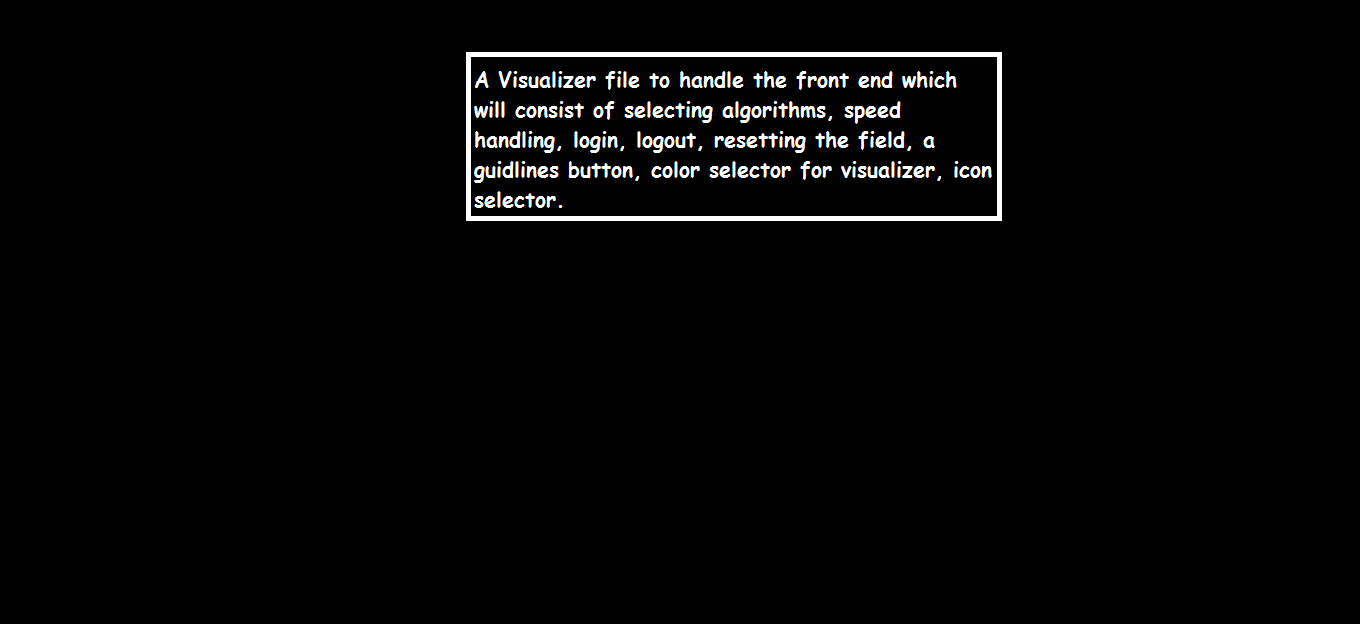 A Visualizer file to handle the front end which
will consist of selecting algorithms, speed
handling, login, logout, resetting the field, a
guidlines button, color selector for visualizer, icon
selector.